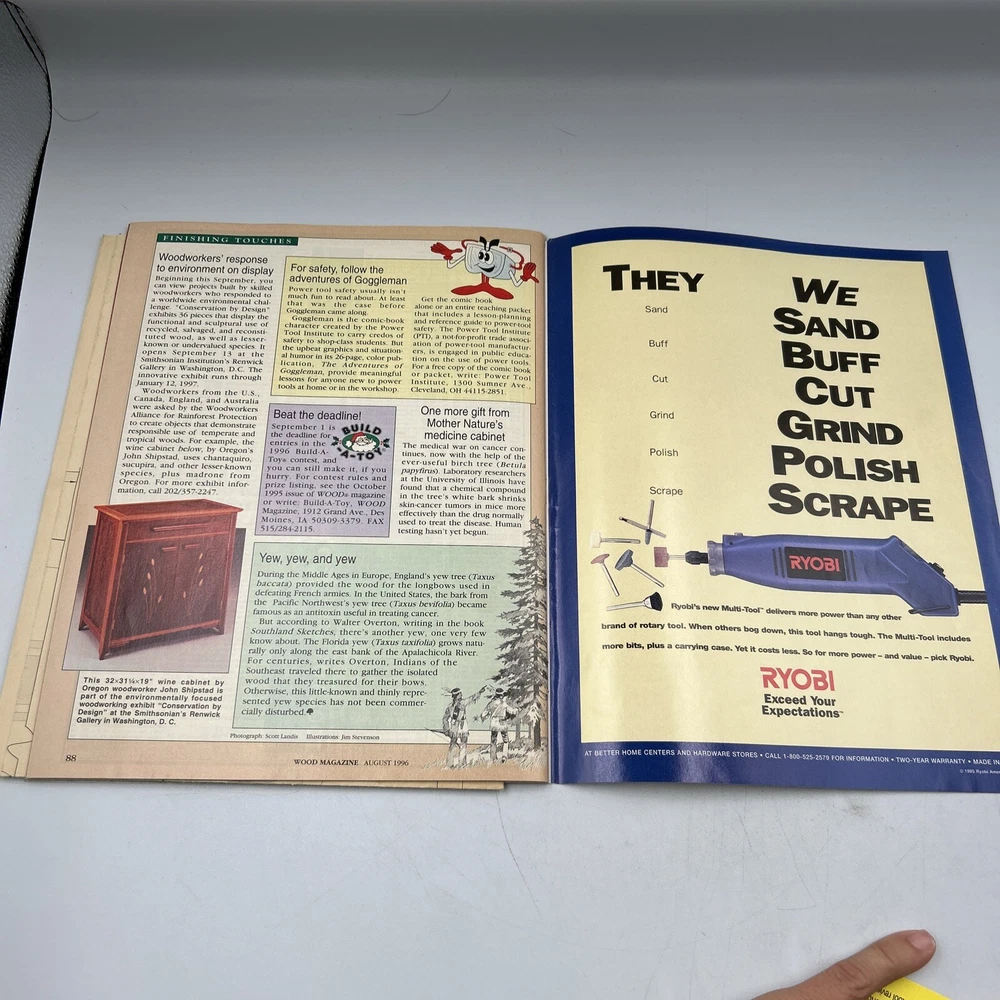 FINISHING TOUCHES
Woodworkers' response
to environment on display
Beginning this September, you
can view projects built by skilled
woodworkers who responded to
a worldwide environmental chal-
lenge. "Conservation by Design"
exhibits 36 pieces that display the
functional and sculptural use of
recycled, salvaged, and reconsti-
tuted wood, as well as lesser-
known or undervalued species. It
opens September 13 at the
Smithsonian Institution's Renwick
Gallery in Washington, D.C. The
innovative exhibit runs through
January 12, 1997.
Woodworkers from the U.S.,
Canada, England, and Australia
were asked by the Woodworkers
Alliance for Rainforest Protection
to create objects that demonstrate
responsible use of temperate and
tropical woods. For example, the
wine cabinet below, by Oregon's
John Shipstad, uses chantaquiro,
sucupira, and other lesser-known
species, plus madrone from
Oregon. For more exhibit infor-
mation, call 202/357-2247.
This 32×31¼×19" wine cabinet by
Oregon woodworker John Shipstad is
part of the environmentally focused
woodworking exhibit "Conservation by
Design" at the Smithsonian's Renwick
Gallery in Washington, D. C.
For safety, follow the
adventures of Goggleman
Power tool safety usually isn't
much fun to read about. At least
that was the case before
Goggleman came along.
Goggleman is the comic-book
character created by the Power
Tool Institute to carry credos of
safety to shop-class students. But
the upbeat graphics and situation-
al humor in its 26-page, color pub-
lication, The Adventures of
Goggleman, provide meaningful
lessons for anyone new to power
tools at home or in the workshop.
Get the comic book
alone or an entire teaching packet
that includes a lesson-planning
and reference guide to power-tool
safety. The Power Tool Institute
(PTI), a not-for-profit trade associ-
ation of power-tool manufactur-
ers, is engaged in public educa-
tion on the use of power tools.
For a free copy of the comic book
or packet, write: Power Tool
Institute, 1300 Sumner Ave.,
Cleveland, OH 44115-2851.
Beat the deadline!
September 1 is
the deadline for
entries in the
1996 Build-A-
Toy® contest, and
you can still make it, if you
hurry. For contest rules and
prize listing, see the October
1995 issue of WOOD® magazine
or write: Build-A-Toy, WOOD
Magazine, 1912 Grand Ave., Des
Moines, IA 50309-3379. FAX
515/284-2115.
BUILD
A-TOY
One more gift from
Mother Nature's
medicine cabinet
The medical war on cancer con-
tinues, now with the help of the
ever-useful birch tree (Betula
papyrifus). Laboratory researchers
at the University of Illinois have
found that a chemical compound
in the tree's white bark shrinks
skin-cancer tumors in mice more
effectively than the drug normally
used to treat the disease. Human
testing hasn't yet begun.
Yew, yew, and yew
During the Middle Ages in Europe, England's yew tree (Taxus
baccata) provided the wood for the longbows used in
defeating French armies. In the United States, the bark from
the Pacific Northwest's yew tree (Taxus bevifolia) became
famous as an antitoxin useful in treating cancer.
But according to Walter Overton, writing in the book
Southland Sketches, there's another yew, one very few
know about. The Florida yew (Taxus taxifolia) grows natu-
rally only along the east bank of the Apalachicola River.
For centuries, writes Overton, Indians of the
Southeast traveled there to gather the isolated
wood that they treasured for their bows.
Otherwise, this little-known and thinly repre-
sented yew species has not been commer-
cially disturbed.
Photograph: Scott Landis Illustrations: Jim Stevenson
88
WOOD MAGAZINE AUGUST 1996
THEY
Sand
Buff
Cut
Grind
Polish
Scrape
WE
SAND
BUFF
CUT
GRIND
POLISH
SCRAPE
RYOBI
Ryobi's new Multi-Tool™ delivers more power than any other
brand of rotary tool. When others bog down, this tool hangs tough. The Multi-Tool includes
more bits, plus a carrying case. Yet it costs less. So for more power – and value – pick Ryobi.
RYOBI
Exceed Your
Expectations™
AT BETTER HOME CENTERS AND HARDWARE STORES • CALL 1-800-525-2579 FOR INFORMATION • TWO-YEAR WARRANTY • MADE IN
© 1995 Ryobi